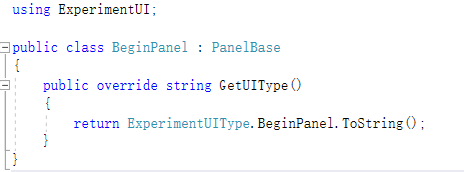 using ExperimentUI;
public class BeginPanel : PanelBase
{
public override string GetUIType()
{
return ExperimentUIType.BeginPanel.ToString();
}
}